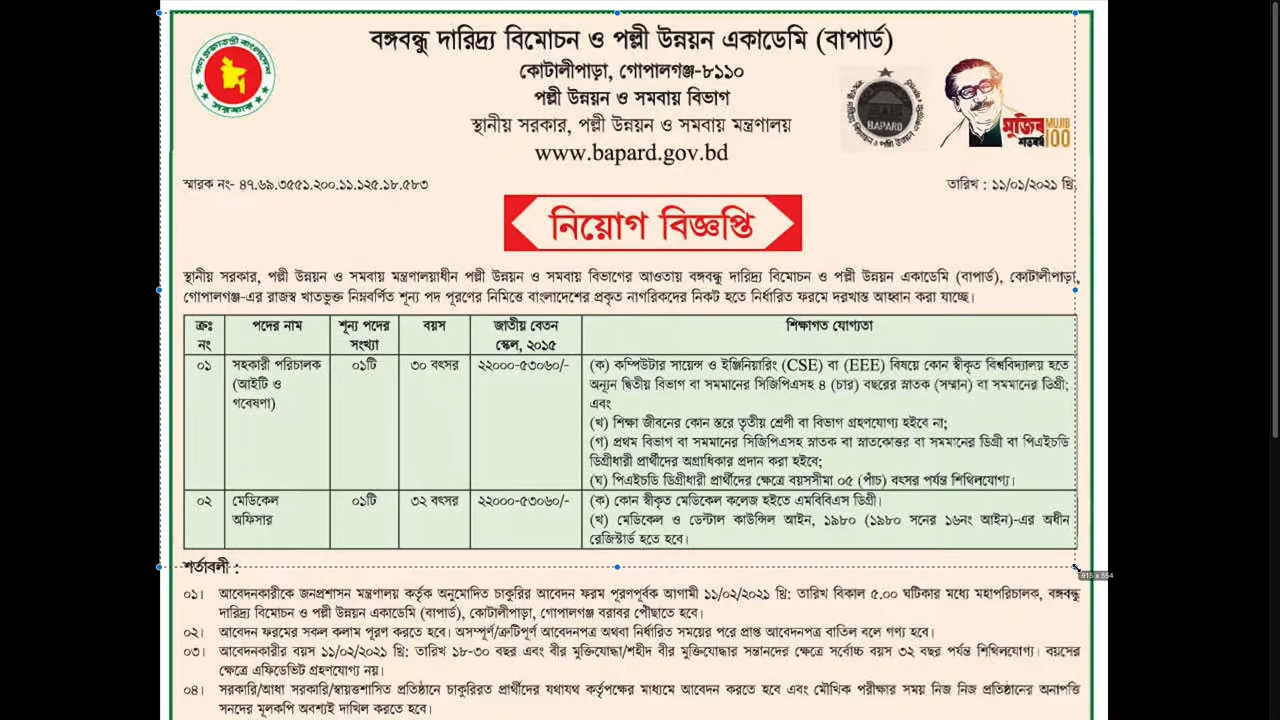 বঙ্গবন্ধু দারিদ্র্য বিমোচন ও পল্লী উন্নয়ন একাডেমি (বাপার্ড)
কোটালীপাড়া, গোপালগঞ্জ-৮১১০
পল্লী উন্নয়ন ও সমবায় বিভাগ
স্থানীয় সরকার, পল্লী উন্নয়ন ও সমবায় মন্ত্রণালয়
www.bapard.gov.bd
গণপ্রজাতন্ত্রী বাংলাদেশ
সরকার
BAPARD
মুজিব MUJIB
শতবর্ষ 100
স্মারক নং- ৪৭.৬৯.৩৫৫১.২০০.১১.১২৫.১৮.৫৮৩
তারিখ : ১১/০১/২০২১ খ্রি.
নিয়োগ বিজ্ঞপ্তি
স্থানীয় সরকার, পল্লী উন্নয়ন ও সমবায় মন্ত্রণালয়াধীন পল্লী উন্নয়ন ও সমবায় বিভাগের আওতায় বঙ্গবন্ধু দারিদ্র্য বিমোচন ও পল্লী উন্নয়ন একাডেমি (বাপার্ড), কোটালীপাড়া,
গোপালগঞ্জ-এর রাজস্ব খাতভুক্ত নিম্নবর্ণিত শূন্য পদ পূরণের নিমিত্তে বাংলাদেশের প্রকৃত নাগরিকদের নিকট হতে নির্ধারিত ফরমে দরখাস্ত আহ্বান করা যাচ্ছে।
ক্রঃ নং
পদের নাম
শূন্য পদের সংখ্যা
বয়স
জাতীয় বেতন স্কেল, ২০১৫
শিক্ষাগত যোগ্যতা
০১
সহকারী পরিচালক
(আইটি ও
গবেষণা)
০১টি
৩০ বৎসর
২২০০০-৫৩০৬০/-
(ক) কম্পিউটার সায়েন্স ও ইঞ্জিনিয়ারিং (CSE) বা (EEE) বিষয়ে কোন স্বীকৃত বিশ্ববিদ্যালয় হতে
অন্যূন দ্বিতীয় বিভাগ বা সমমানের সিজিপিএসহ ৪ (চার) বছরের স্নাতক (সম্মান) বা সমমানের ডিগ্রী;
এবং
(খ) শিক্ষা জীবনের কোন স্তরে তৃতীয় শ্রেণী বা বিভাগ গ্রহণযোগ্য হইবে না;
(গ) প্রথম বিভাগ বা সমমানের সিজিপিএসহ স্নাতক বা স্নাতকোত্তর বা সমমানের ডিগ্রী বা পিএইচডি
ডিগ্রীধারী প্রার্থীদের অগ্রাধিকার প্রদান করা হইবে;
(ঘ) পিএইচডি ডিগ্রীধারী প্রার্থীদের ক্ষেত্রে বয়সসীমা ০৫ (পাঁচ) বৎসর পর্যন্ত শিথিলযোগ্য।
০২
মেডিকেল
অফিসার
০১টি
৩২ বৎসর
২২০০০-৫৩০৬০/-
(ক) কোন স্বীকৃত মেডিকেল কলেজ হইতে এমবিবিএস ডিগ্রী।
(খ) মেডিকেল ও ডেন্টাল কাউন্সিল আইন, ১৯৮০ (১৯৮০ সনের ১৬নং আইন)-এর অধীন
রেজিস্টার্ড হতে হবে।
শর্তাবলী :
915 x 554
০১। আবেদনকারীকে জনপ্রশাসন মন্ত্রণালয় কর্তৃক অনুমোদিত চাকুরির আবেদন ফরম পূরণপূর্বক আগামী ১১/০২/২০২১ খ্রি: তারিখ বিকাল ৫.০০ ঘটিকার মধ্যে মহাপরিচালক, বঙ্গবন্ধু
দারিদ্র্য বিমোচন ও পল্লী উন্নয়ন একাডেমি (বাপার্ড), কোটালীপাড়া, গোপালগঞ্জ বরাবর পৌঁছাতে হবে।
০২। আবেদন ফরমের সকল কলাম পূরণ করতে হবে। অসম্পূর্ণ/ত্রুটিপূর্ণ আবেদনপত্র অথবা নির্ধারিত সময়ের পরে প্রাপ্ত আবেদনপত্র বাতিল বলে গণ্য হবে।
০৩। আবেদনকারীর বয়স ১১/০২/২০২১ খ্রি: তারিখ ১৮-৩০ বছর এবং বীর মুক্তিযোদ্ধা/শহীদ বীর মুক্তিযোদ্ধার সন্তানদের ক্ষেত্রে সর্বোচ্চ বয়স ৩২ বছর পর্যন্ত শিথিলযোগ্য। বয়সের
ক্ষেত্রে এফিডেভিট গ্রহণযোগ্য নয়।
০৪। সরকারি/আধা সরকারি/স্বায়ত্তশাসিত প্রতিষ্ঠানে চাকুরিরত প্রার্থীদের যথাযথ কর্তৃপক্ষের মাধ্যমে আবেদন করতে হবে এবং মৌখিক পরীক্ষার সময় নিজ নিজ প্রতিষ্ঠানের অনাপত্তি
সনদের মূলকপি অবশ্যই দাখিল করতে হবে।